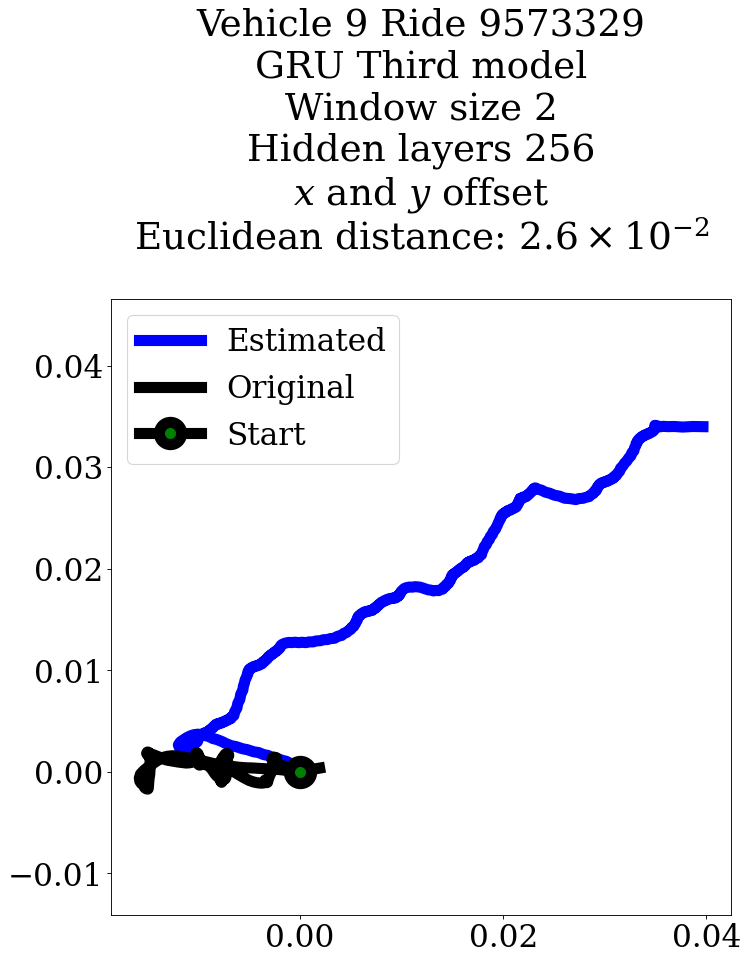 Vehicle 9 Ride 9573329
GRU Third model
Window size 2
Hidden layers 256
x and y offset
Euclidean distance: 2.6 × 10⁻²
Estimated
Original
Start
0.04
0.03
0.02
0.01
0.00
−0.01
0.00 0.02 0.04